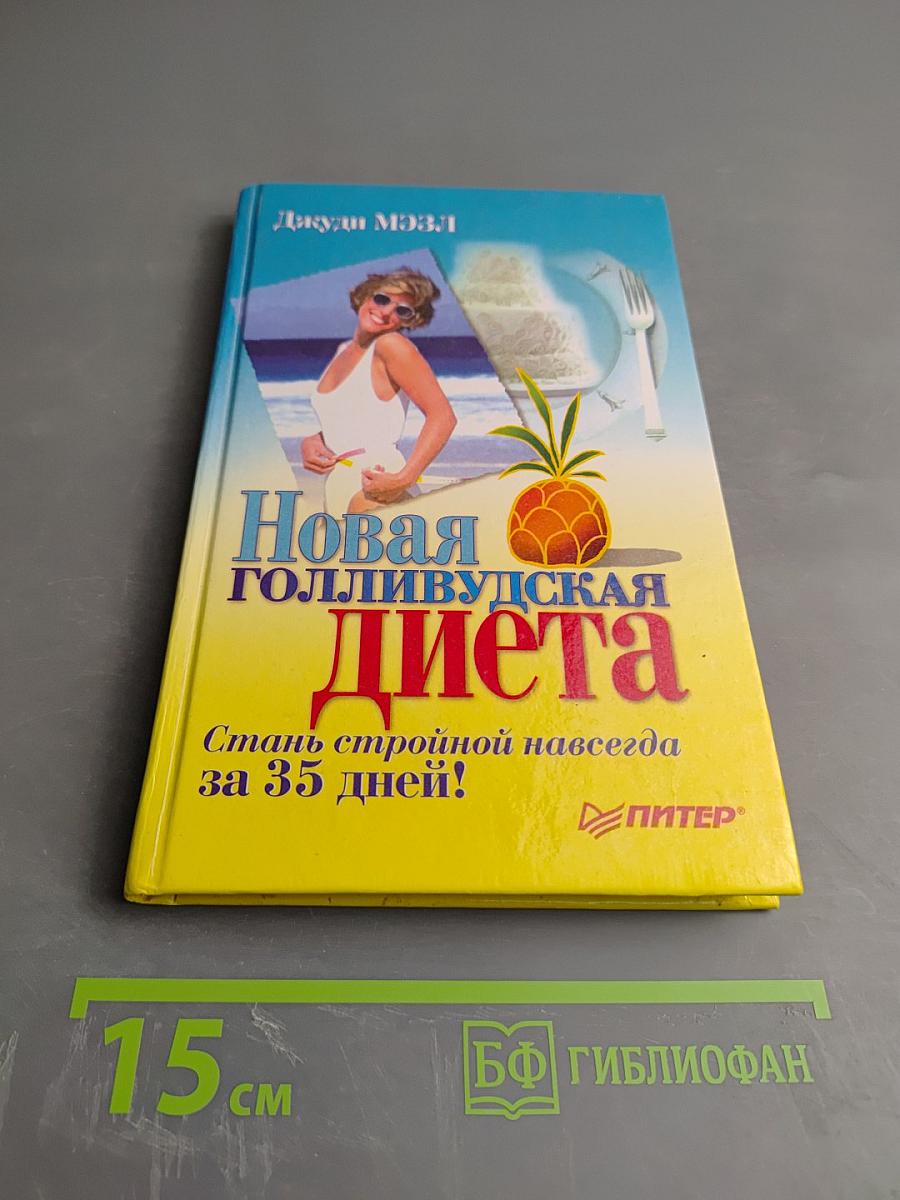 Джуди МЭЗЛ
Новая
ГОЛЛИВУДСКАЯ
Диета
Стань стройной навсегда
за 35 дней!
ПИТЕР®
15 см
БФ ГИБЛИОФАН